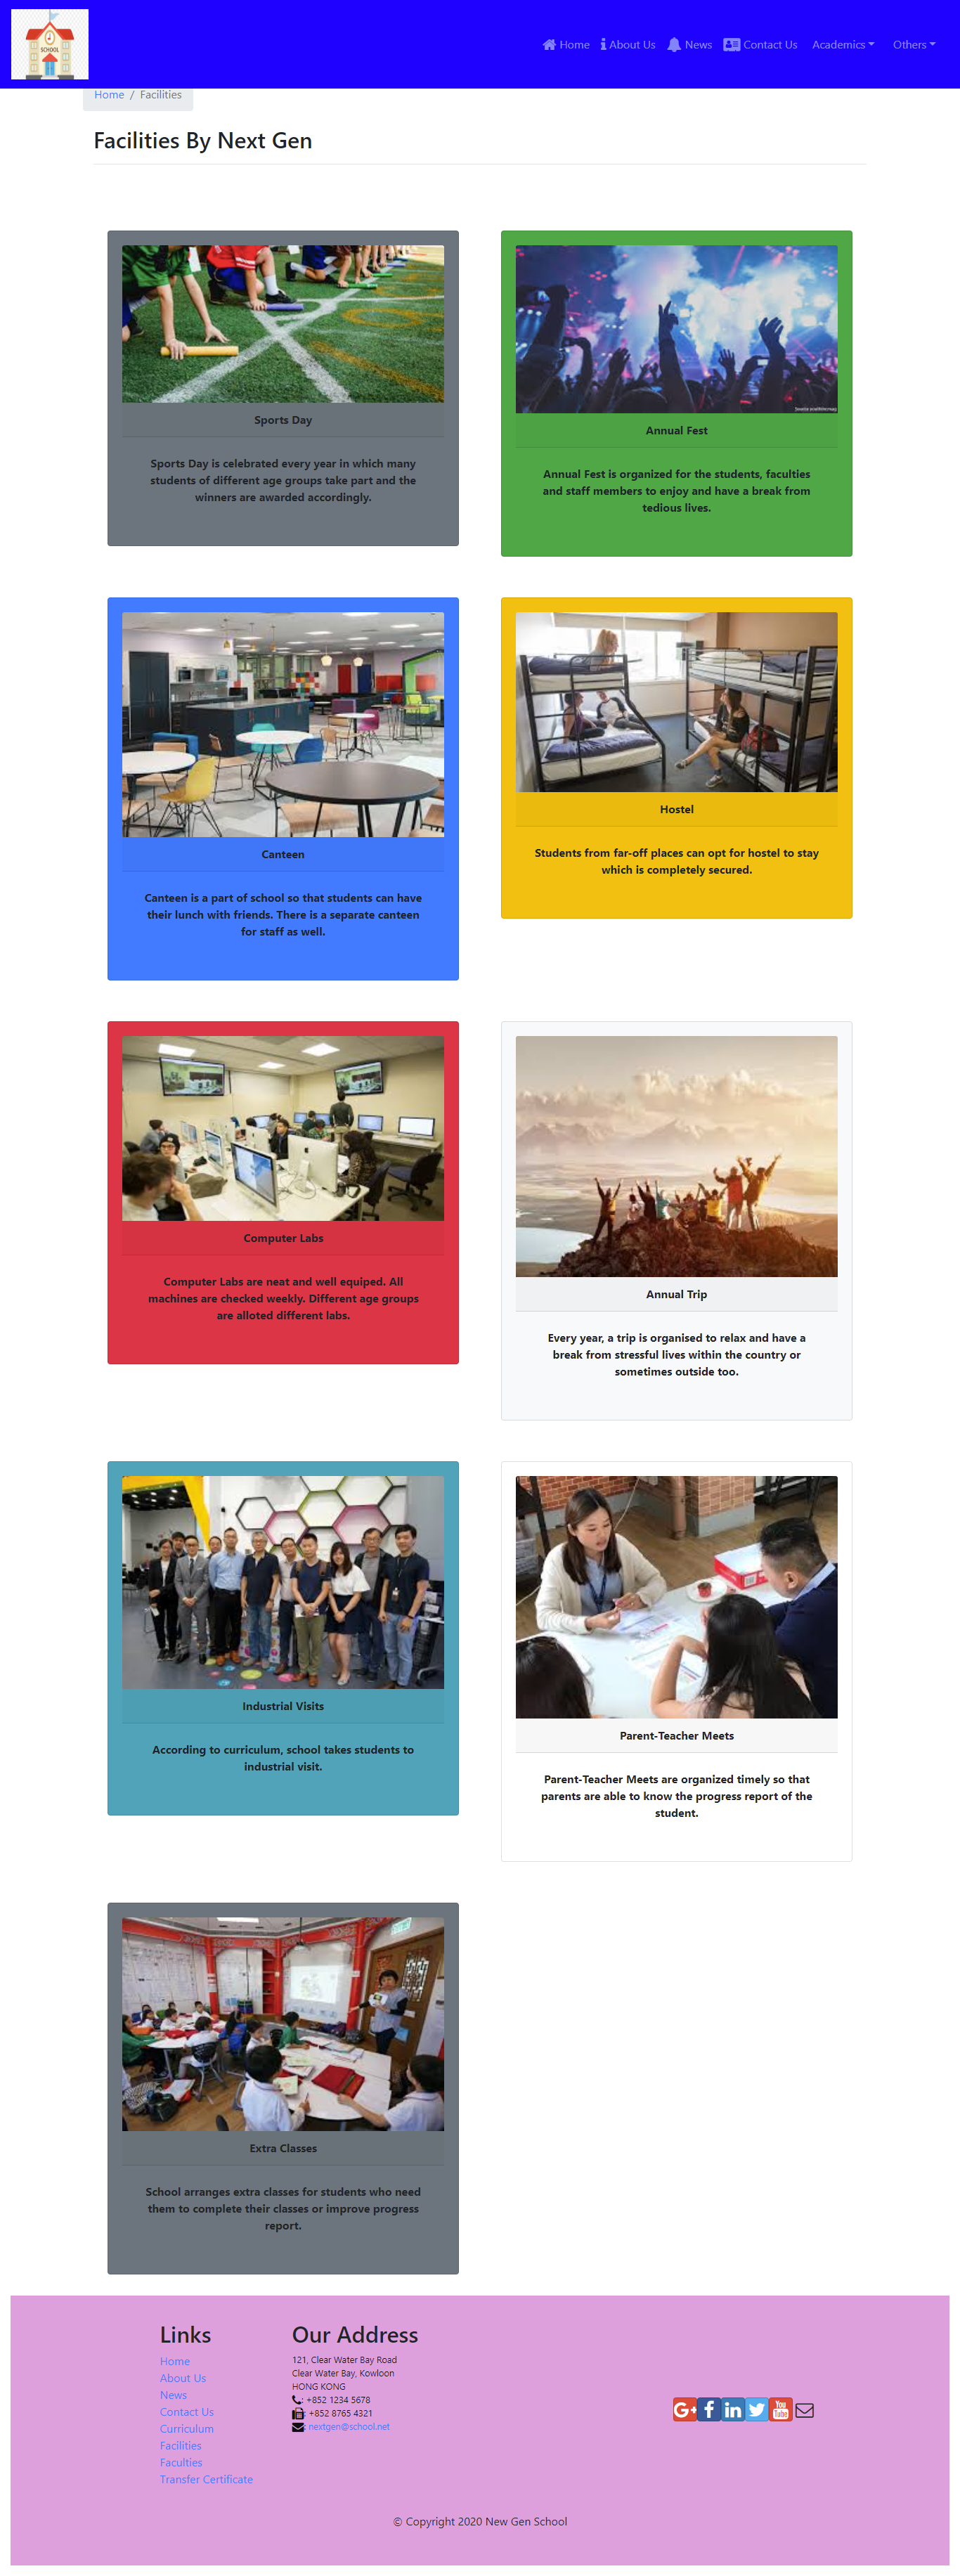 SCHOOL
Home
About Us
News
Contact Us
Academics
Others
Home / Facilities
Facilities By Next Gen
Sports Day
Sports Day is celebrated every year in which many
students of different age groups take part and the
winners are awarded accordingly.
Annual Fest
Annual Fest is organized for the students, faculties
and staff members to enjoy and have a break from
tedious lives.
Canteen
Canteen is a part of school so that students can have
their lunch with friends. There is a separate canteen
for staff as well.
Hostel
Students from far-off places can opt for hostel to stay
which is completely secured.
Computer Labs
Computer Labs are neat and well equiped. All
machines are checked weekly. Different age groups
are alloted different labs.
Annual Trip
Every year, a trip is organised to relax and have a
break from stressful lives within the country or
sometimes outside too.
Industrial Visits
According to curriculum, school takes students to
industrial visit.
Parent-Teacher Meets
Parent-Teacher Meets are organized timely so that
parents are able to know the progress report of the
student.
Extra Classes
School arranges extra classes for students who need
them to complete their classes or improve progress
report.
Links
Home
About Us
News
Contact Us
Curriculum
Facilities
Faculties
Transfer Certificate
Our Address
121, Clear Water Bay Road
Clear Water Bay, Kowloon
HONG KONG
: +852 1234 5678
: +852 8765 4321
: nextgen@school.net
G+
f
in
You
Tube
© Copyright 2020 New Gen School